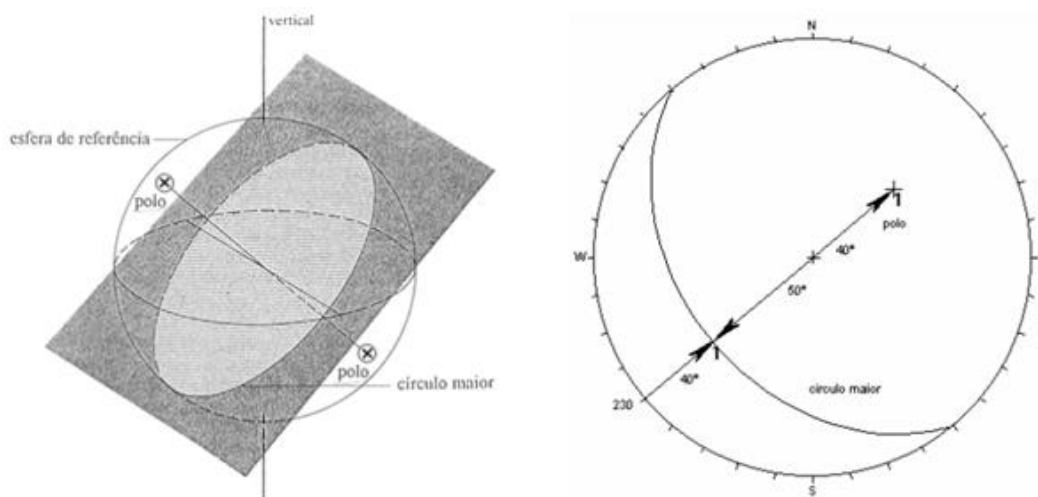 vertical
esfera de referência
polo
polo
círculo maior
N
W
S
1
polo
40°
50°
1
40°
230
círculo maior